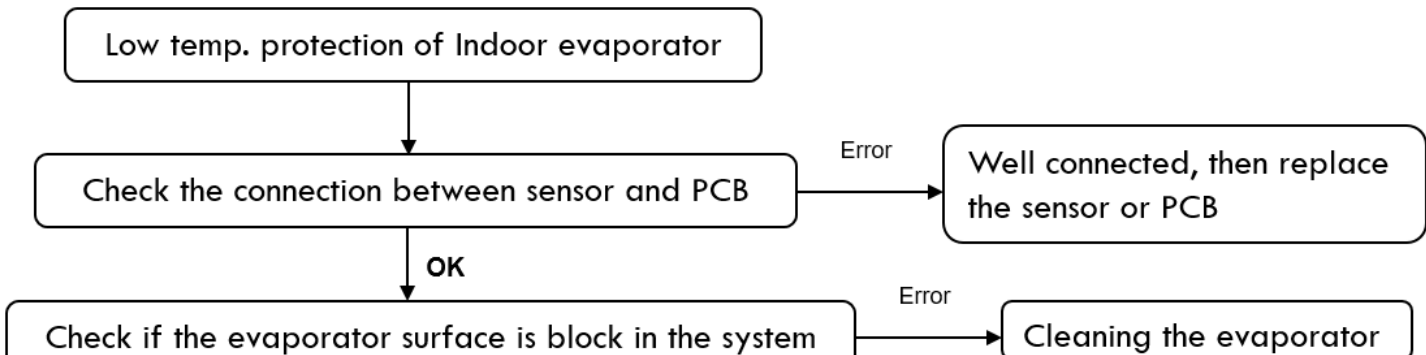 Low temp. protection of Indoor evaporator
Check the connection between sensor and PCB
Error
Well connected, then replace
the sensor or PCB
OK
Check if the evaporator surface is block in the system
Error
Cleaning the evaporator